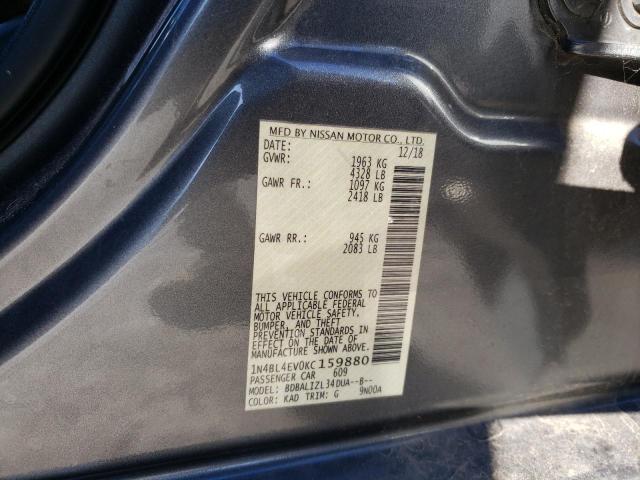 MFD BY NISSAN MOTOR CO., LTD.
DATE: 12/18
GVWR: 1963 KG
4328 LB
GAWR FR.: 1097 KG
2418 LB
GAWR RR.: 945 KG
2083 LB
THIS VEHICLE CONFORMS TO
ALL APPLICABLE FEDERAL
MOTOR VEHICLE SAFETY,
BUMPER, AND THEFT
PREVENTION STANDARDS IN
EFFECT ON THE DATE OF
MANUFACTURE SHOWN ABOVE.
1N4BL4EV0KC159880
PASSENGER CAR 609
MODEL: BDBALIZL34DUA--B--
COLOR: KAD TRIM: G 9N00A